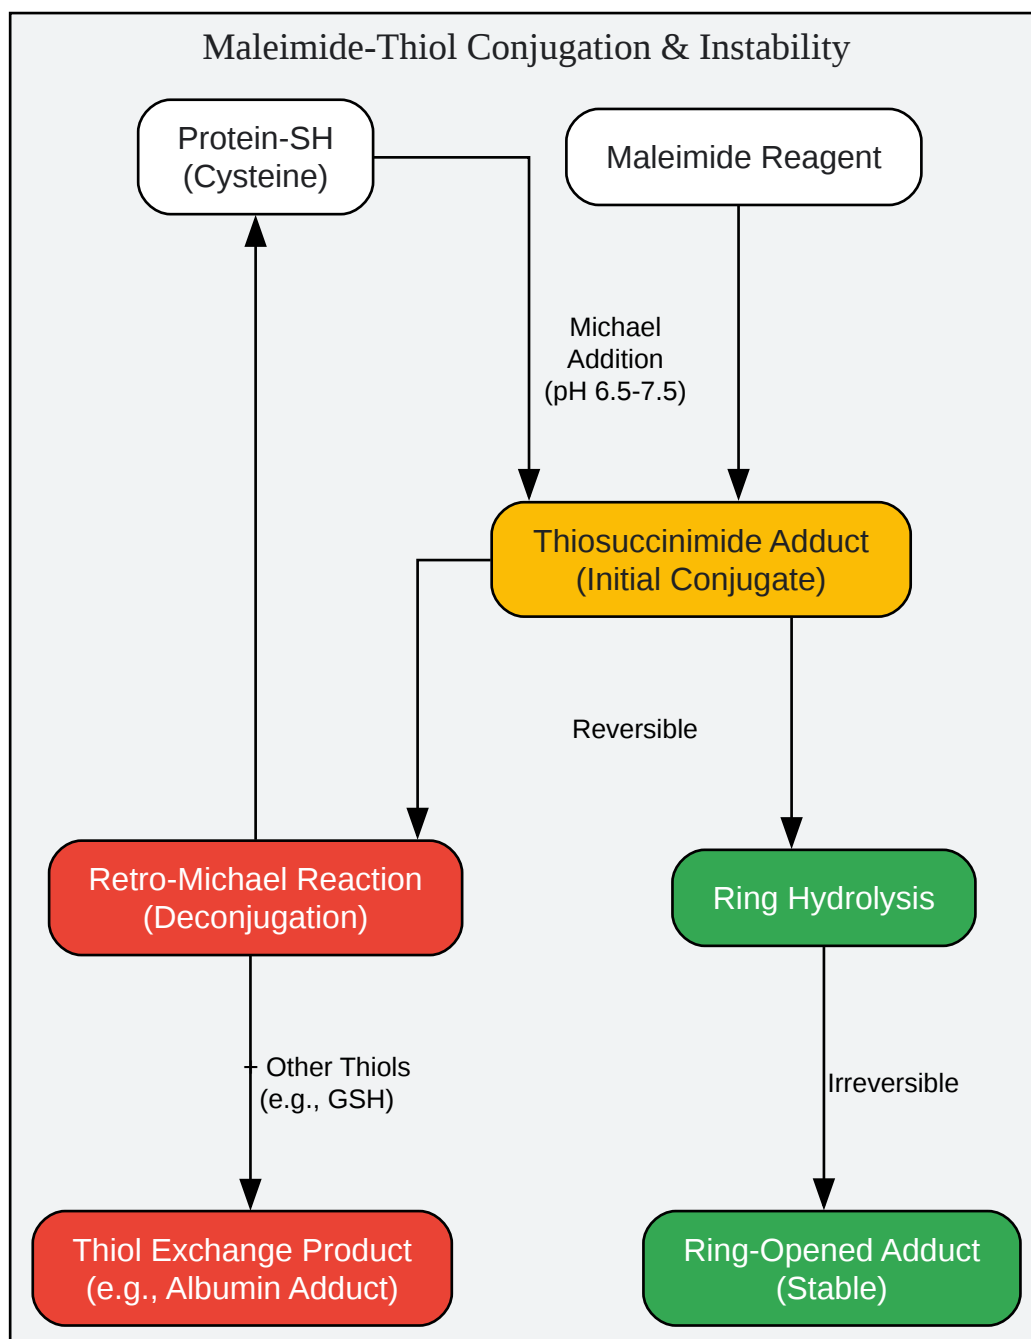 Maleimide-Thiol Conjugation & Instability
Protein-SH
(Cysteine)
Maleimide Reagent
Michael
Addition
(pH 6.5-7.5)
Thiosuccinimide Adduct
(Initial Conjugate)
Reversible
Retro-Michael Reaction
(Deconjugation)
Ring Hydrolysis
+ Other Thiols
(e.g., GSH)
Irreversible
Thiol Exchange Product
(e.g., Albumin Adduct)
Ring-Opened Adduct
(Stable)